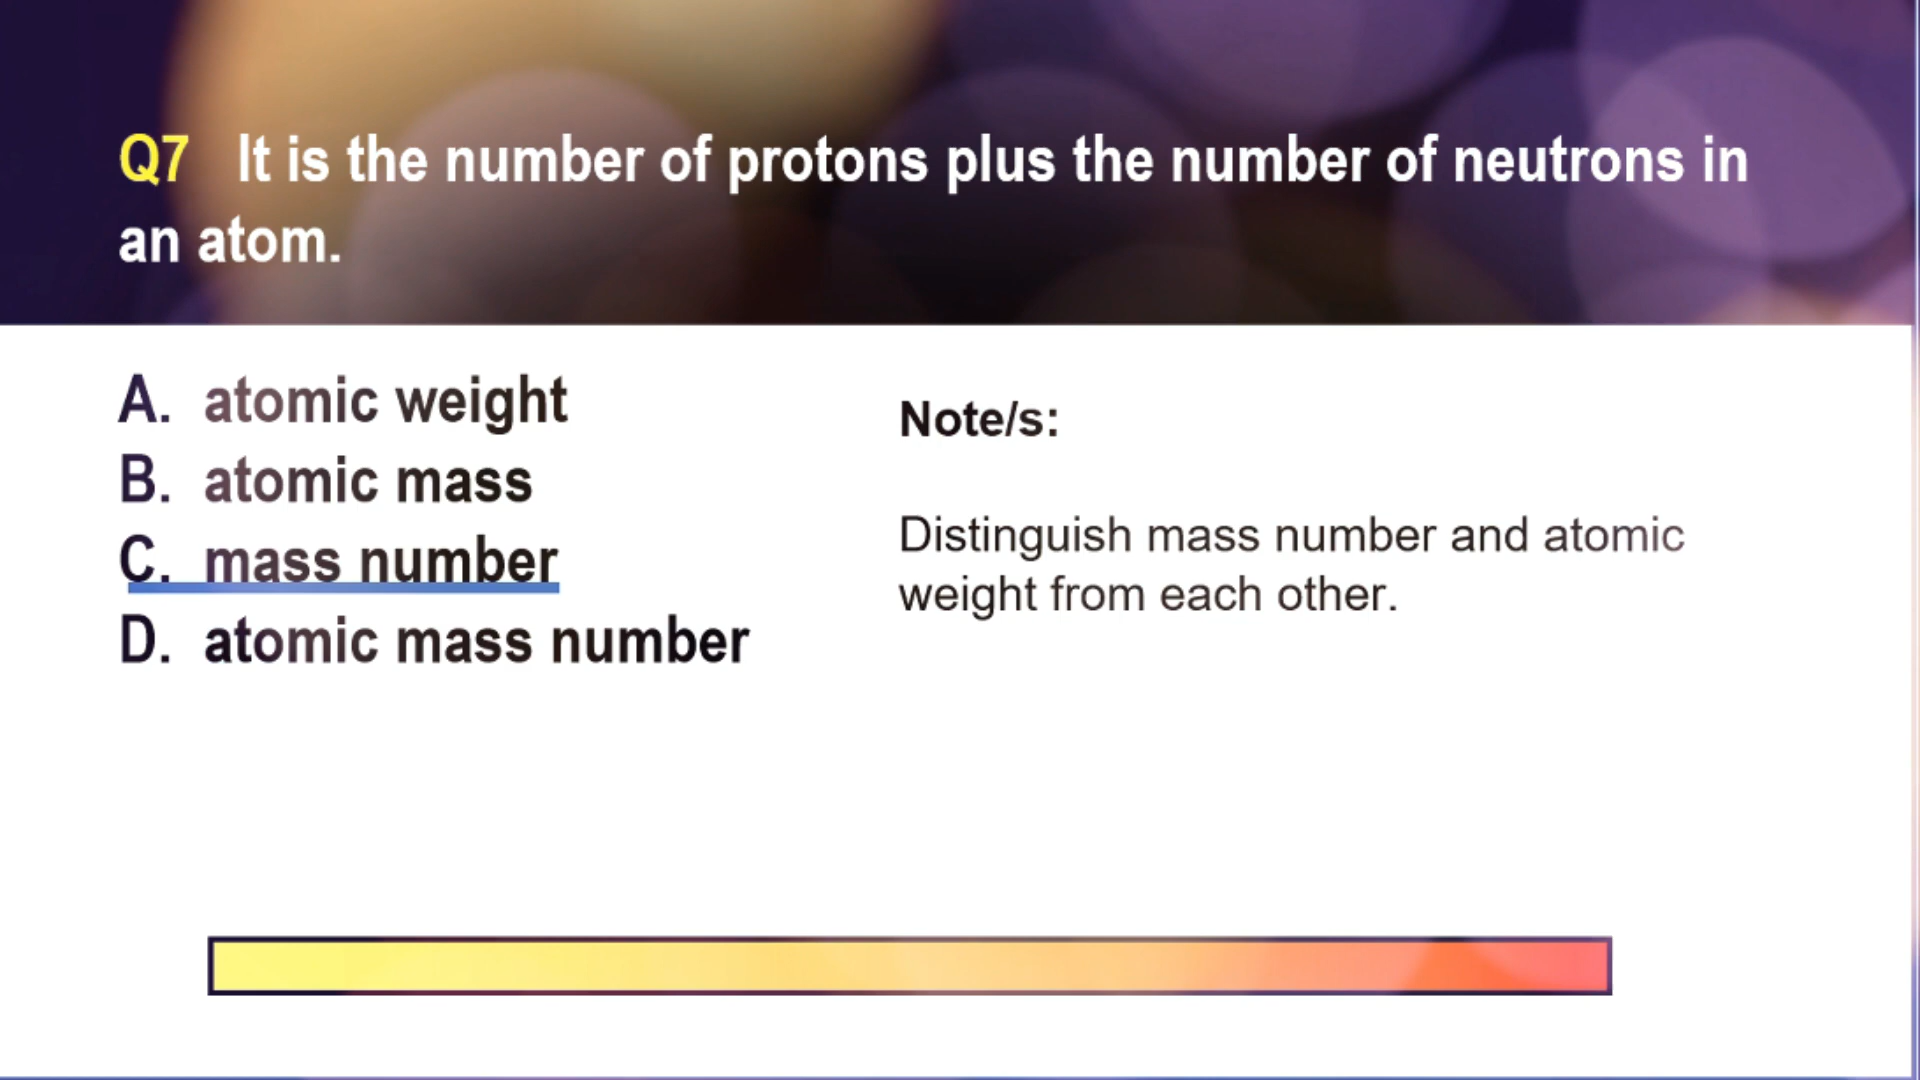 Q7 It is the number of protons plus the number of neutrons in
an atom.
A. atomic weight
B. atomic mass
C. mass number
D. atomic mass number
Note/s:
Distinguish mass number and atomic
weight from each other.